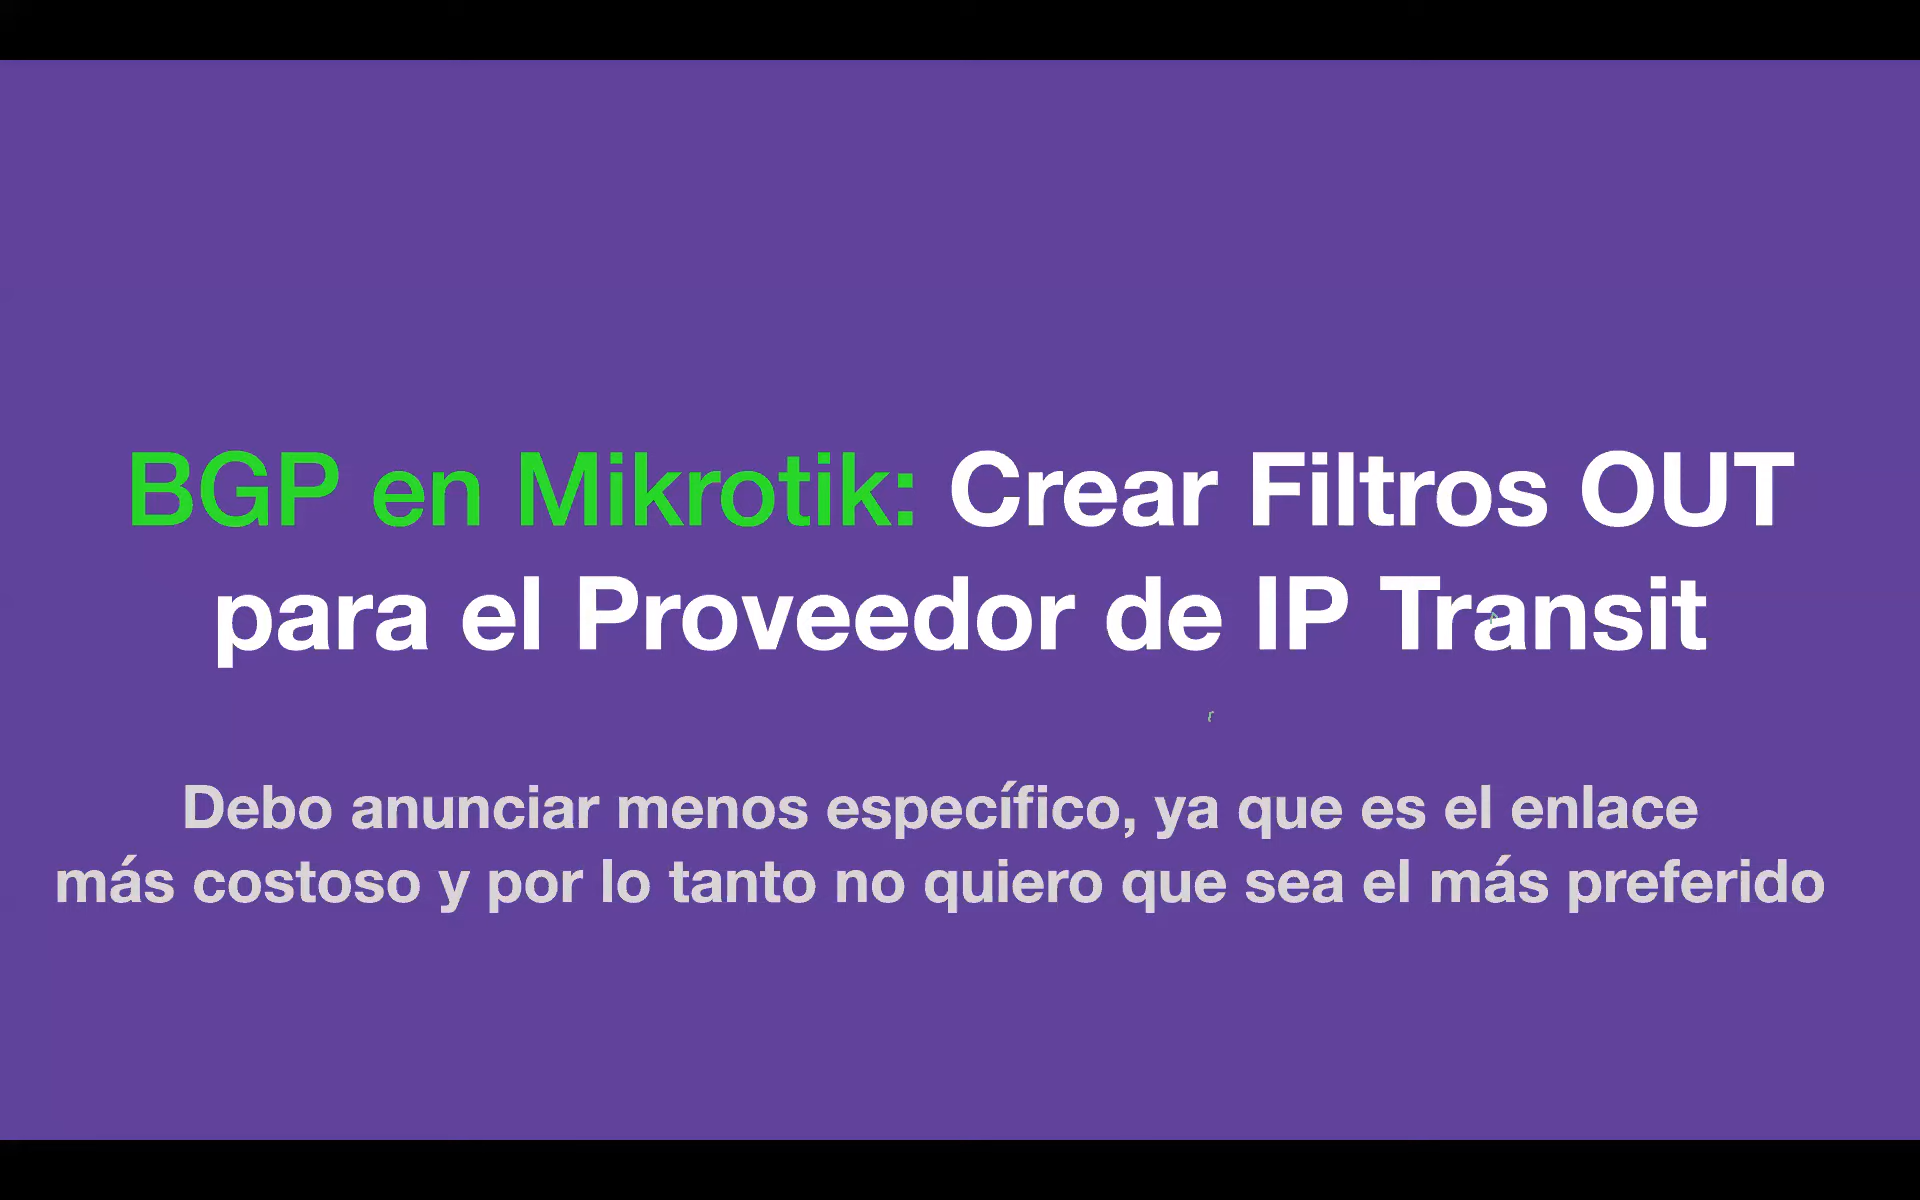 BGP en Mikrotik: Crear Filtros OUT
para el Proveedor de IP Transit
Debo anunciar menos específico, ya que es el enlace
más costoso y por lo tanto no quiero que sea el más preferido